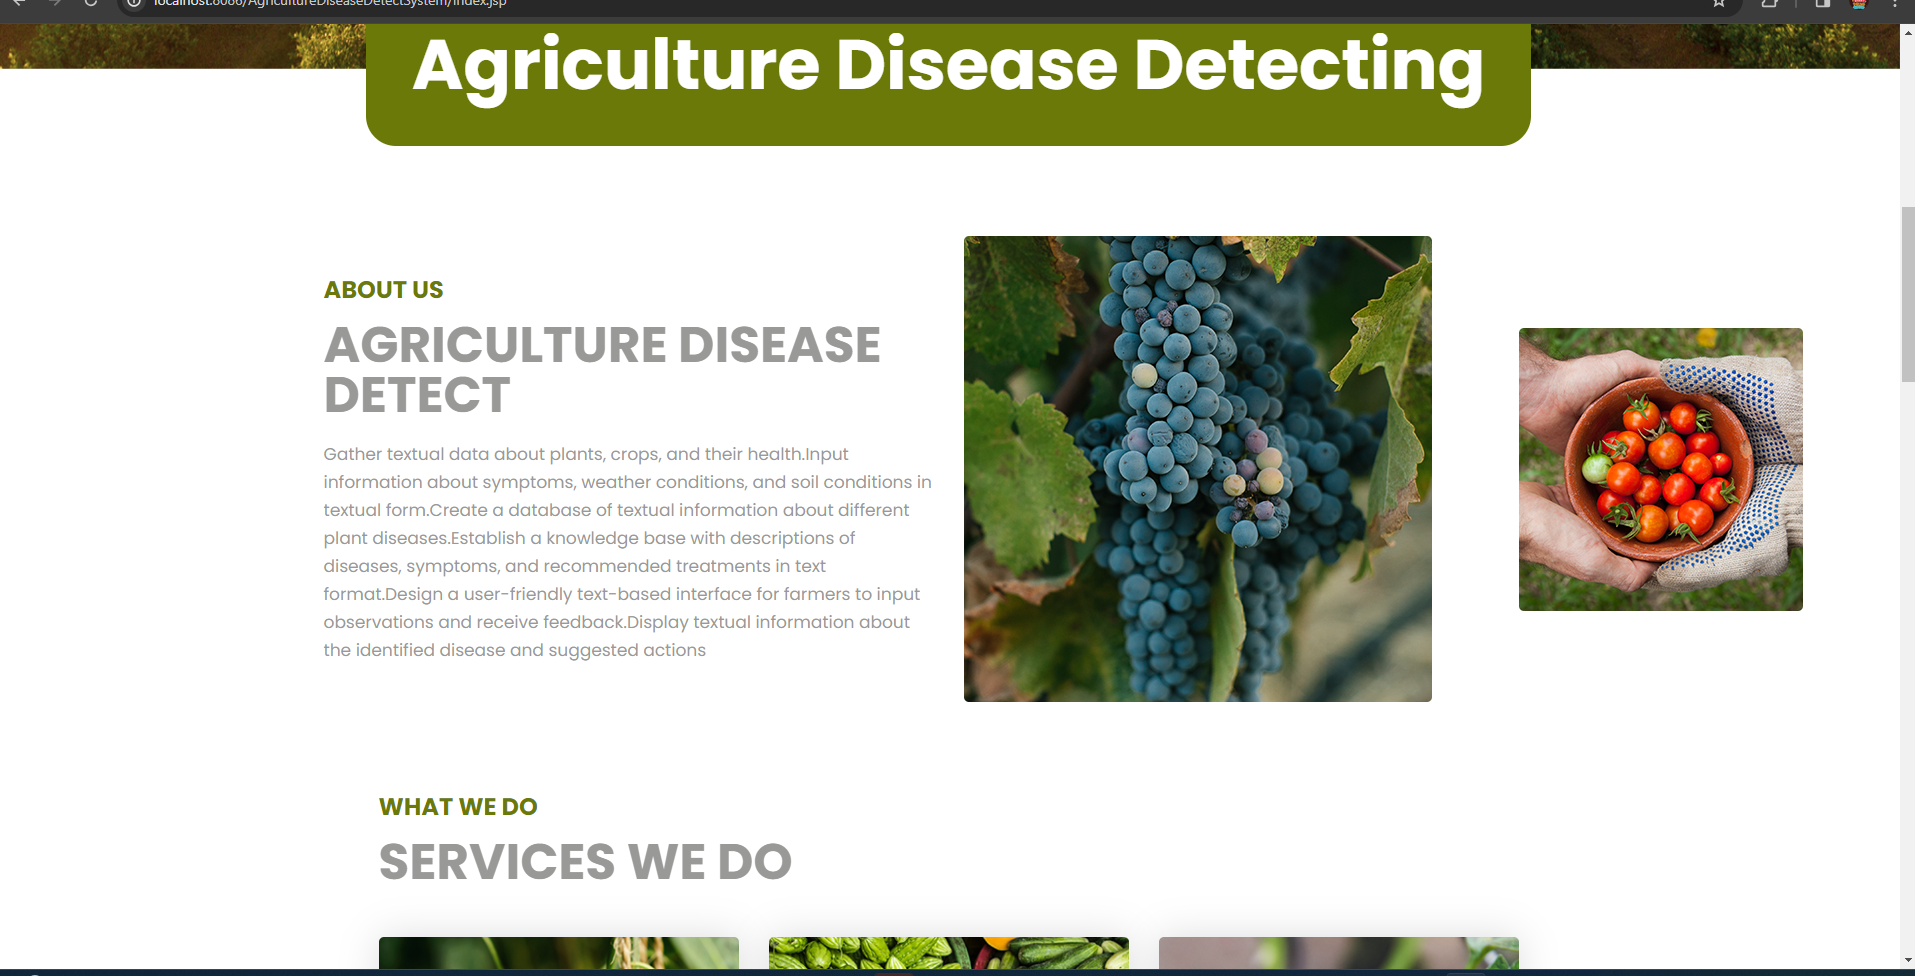 localhost:8086/AgricultureDiseaseDetectSystem/index.jsp
Agriculture Disease Detecting
ABOUT US
AGRICULTURE DISEASE
DETECT
Gather textual data about plants, crops, and their health.Input
information about symptoms, weather conditions, and soil conditions in
textual form.Create a database of textual information about different
plant diseases.Establish a knowledge base with descriptions of
diseases, symptoms, and recommended treatments in text
format.Design a user-friendly text-based interface for farmers to input
observations and receive feedback.Display textual information about
the identified disease and suggested actions
WHAT WE DO
SERVICES WE DO